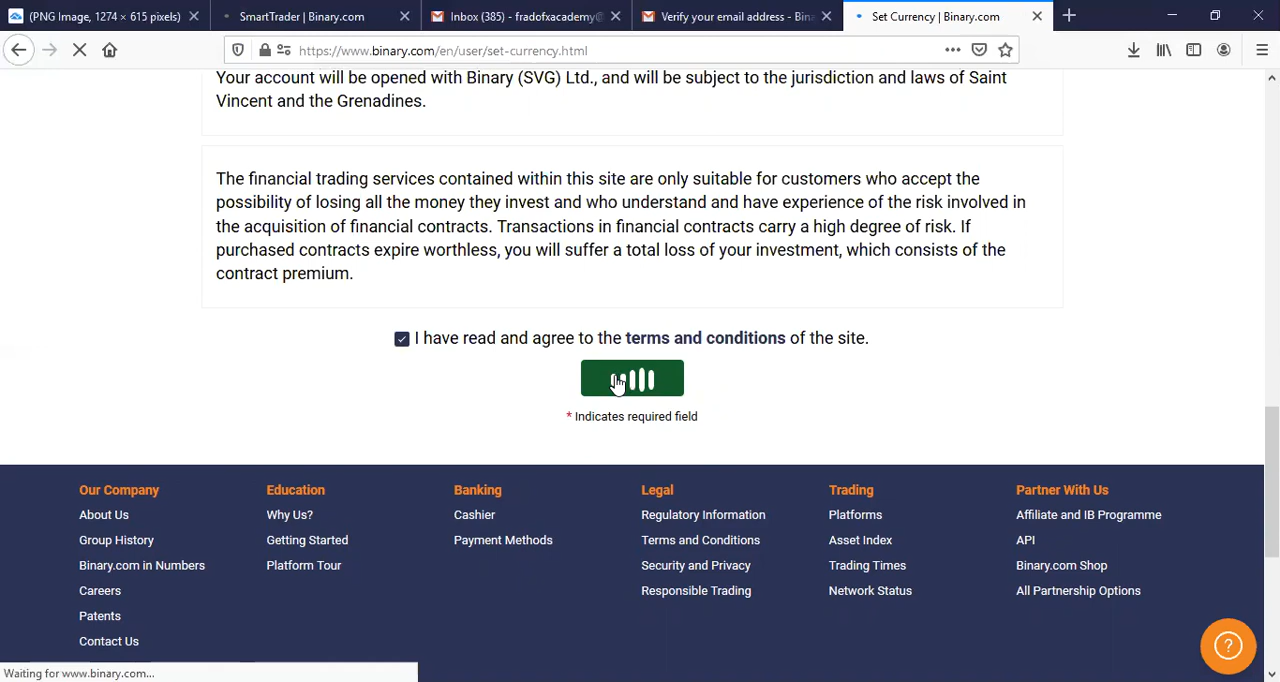 (PNG Image, 1274 × 615 pixels)
SmartTrader | Binary.com
Inbox (385) - fradofxacademy@
Verify your email address - Bina
Set Currency | Binary.com
https://www.binary.com/en/user/set-currency.html
Your account will be opened with Binary (SVG) Ltd., and will be subject to the jurisdiction and laws of Saint
Vincent and the Grenadines.
The financial trading services contained within this site are only suitable for customers who accept the
possibility of losing all the money they invest and who understand and have experience of the risk involved in
the acquisition of financial contracts. Transactions in financial contracts carry a high degree of risk. If
purchased contracts expire worthless, you will suffer a total loss of your investment, which consists of the
contract premium.
I have read and agree to the terms and conditions of the site.
* Indicates required field
Our Company
Education
Banking
Legal
Trading
Partner With Us
About Us
Why Us?
Cashier
Regulatory Information
Platforms
Affiliate and IB Programme
Group History
Getting Started
Payment Methods
Terms and Conditions
Asset Index
API
Binary.com in Numbers
Platform Tour
Security and Privacy
Trading Times
Binary.com Shop
Careers
Responsible Trading
Network Status
All Partnership Options
Patents
Contact Us
Waiting for www.binary.com...